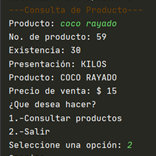 ---Consulta de Producto---
Producto: coco rayado
No. de producto: 59
Existencia: 30
Presentación: KILOS
Producto: COCO RAYADO
Precio de venta: $ 15
¿Que desea hacer?
1.-Consultar productos
2.-Salir
Seleccione una opción: 2